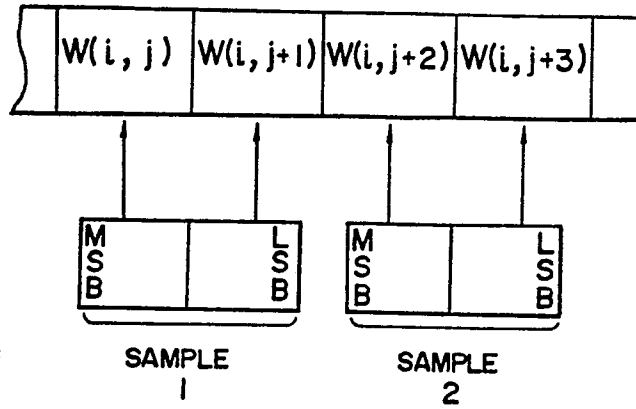 W(i,j) W(i,j+1) W(i,j+2) W(i,j+3)
M L M L
S S S S
B B B B
SAMPLE SAMPLE
1 2